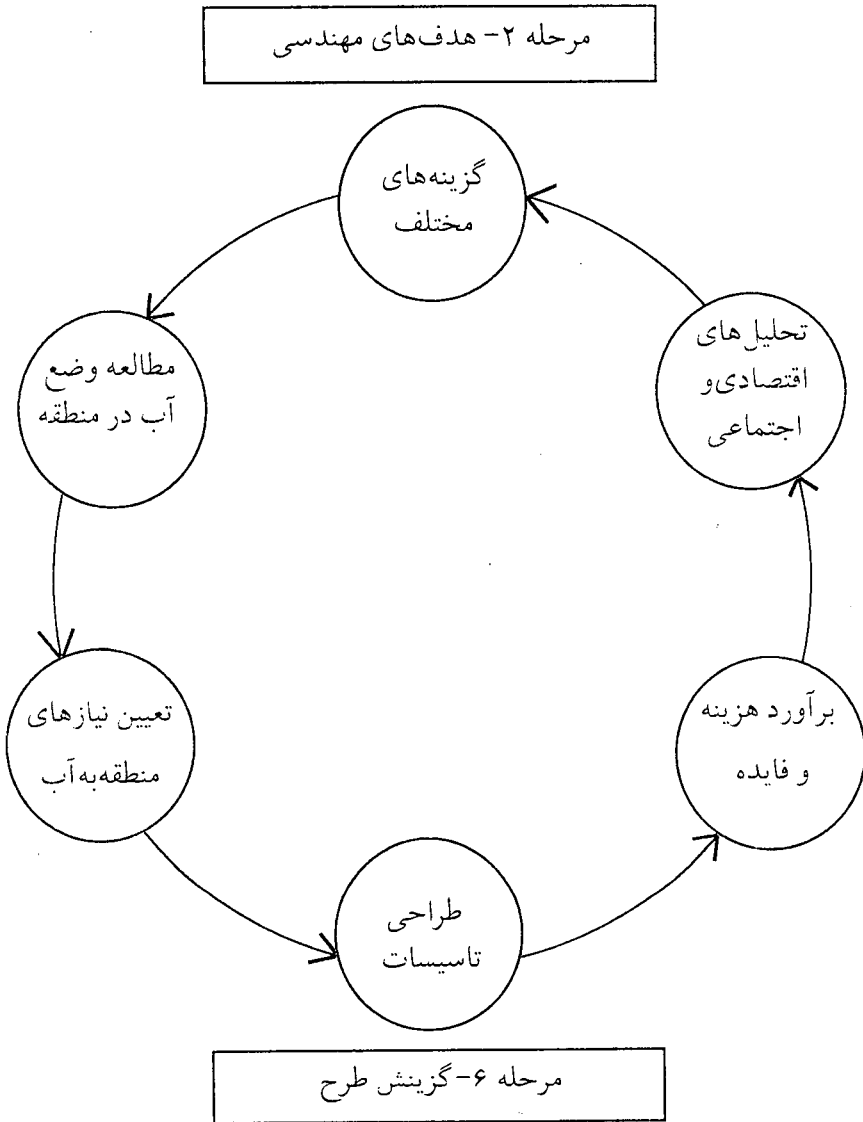 مرحله ۲- هدف‌های مهندسی
گزینه‌های
مختلف
تحلیل‌های
اقتصادی و
اجتماعی
مطالعه وضع
آب در منطقه
برآورد هزینه
و فایده
تعیین نیازهای
منطقه به آب
طراحی
تاسیسات
مرحله ۶- گزینش طرح